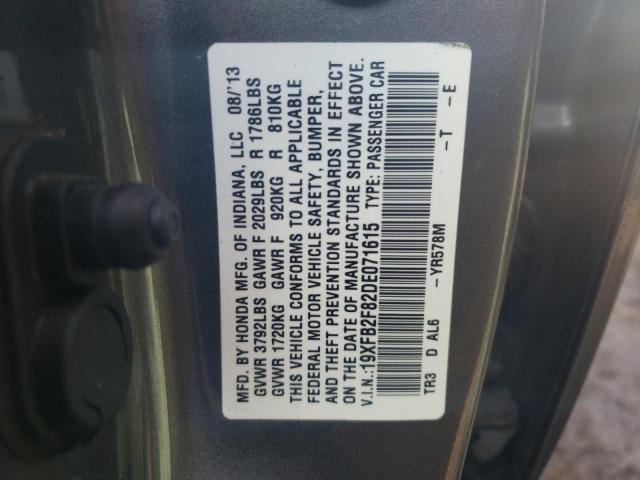 MFD. BY HONDA MFG. OF INDIANA, LLC 08/'13
GVWR 3792LBS GAWR F 2029LBS R 1786LBS
GVWR 1720KG GAWR F 920KG R 810KG
THIS VEHICLE CONFORMS TO ALL APPLICABLE
FEDERAL MOTOR VEHICLE SAFETY, BUMPER,
AND THEFT PREVENTION STANDARDS IN EFFECT
ON THE DATE OF MANUFACTURE SHOWN ABOVE.
V.I.N.:19XFB2F82DE071615 TYPE: PASSENGER CAR
TR3 D AL6 -YR578M -T -E